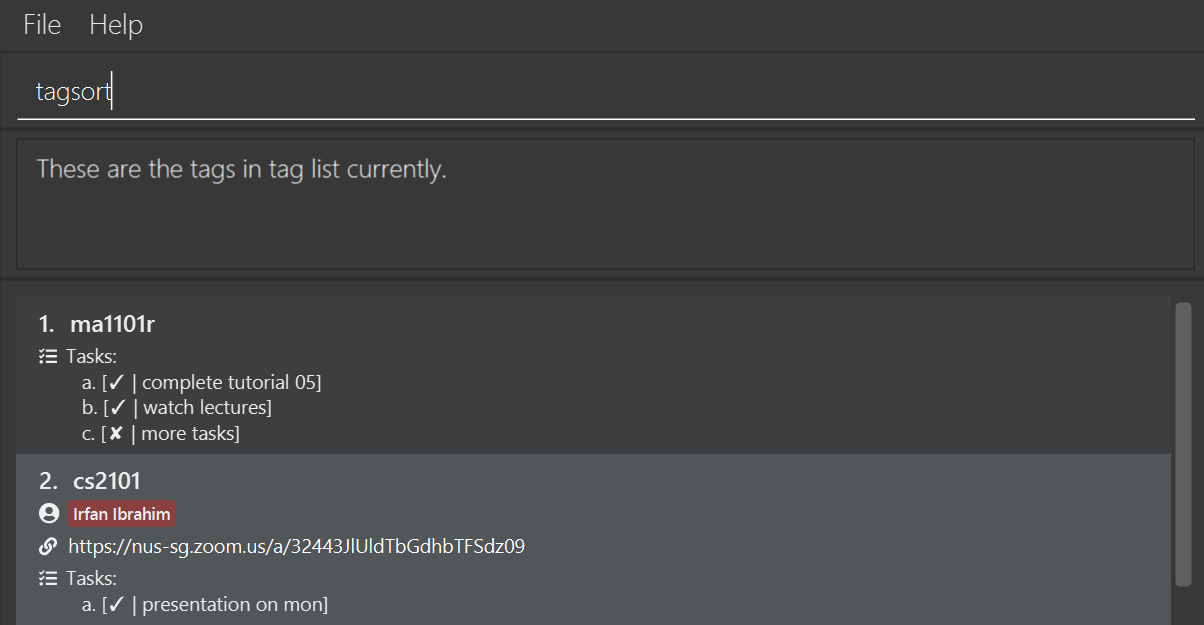 File Help
tagsort
These are the tags in tag list currently.
1. ma1101r
Tasks:
a. [✓ | complete tutorial 05]
b. [✓ | watch lectures]
c. [✘ | more tasks]
2. cs2101
Irfan Ibrahim
https://nus-sg.zoom.us/a/32443JlUldTbGdhbTFSdz09
Tasks:
a. [✓ | presentation on mon]